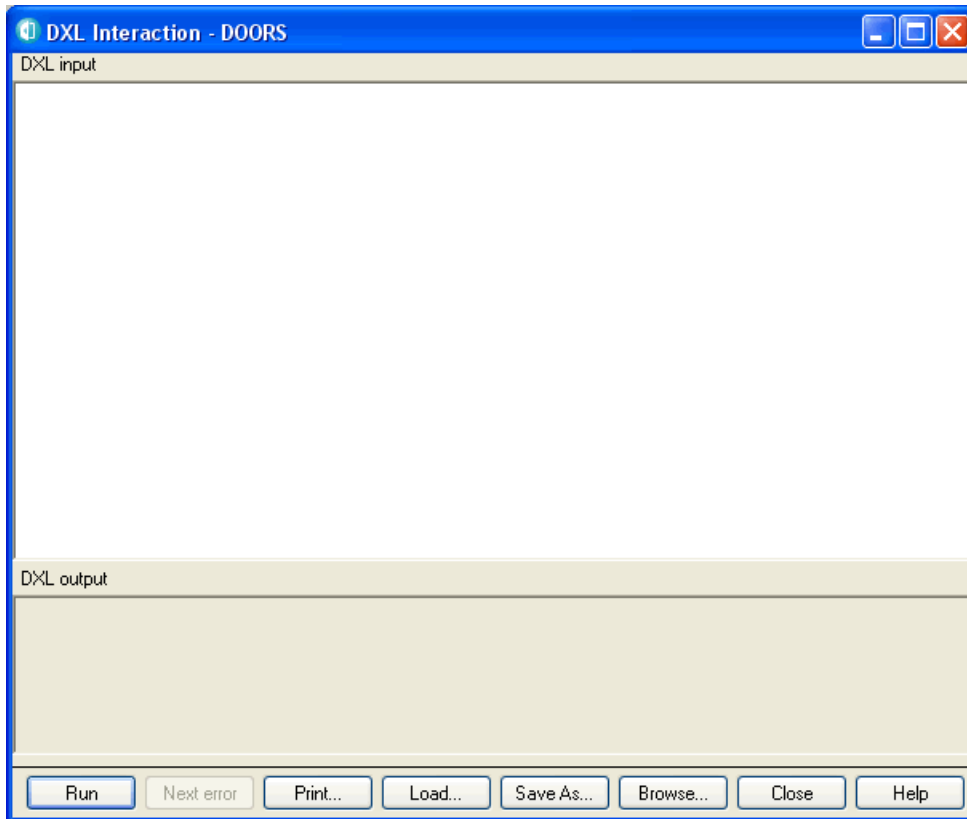 DXL Interaction - DOORS
DXL input
DXL output
Run Next error Print... Load... Save As... Browse... Close Help